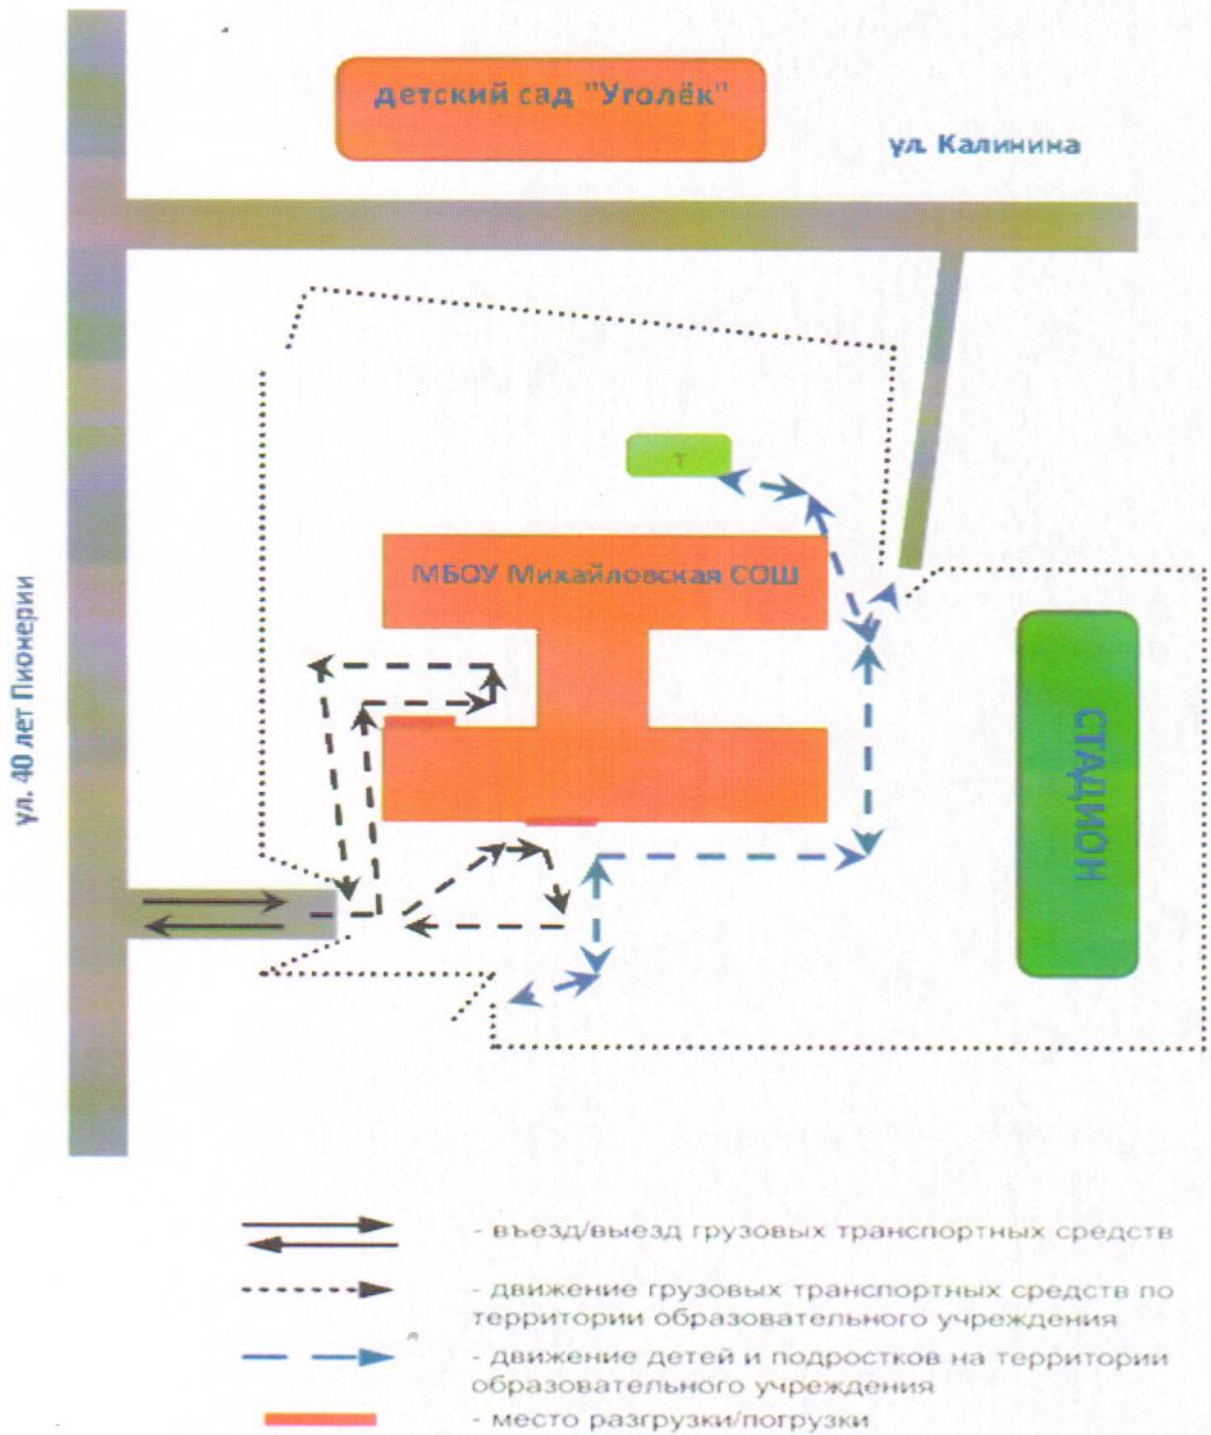 детский сад "Уголёк"
ул. Калинина
Т
МБОУ Михайловская СОШ
ул. 40 лет Пионерии
СТАДИОН
- въезд/выезд грузовых транспортных средств
- движение грузовых транспортных средств по
территории образовательного учреждения
- движение детей и подростков на территории
образовательного учреждения
- место разгрузки/погрузки